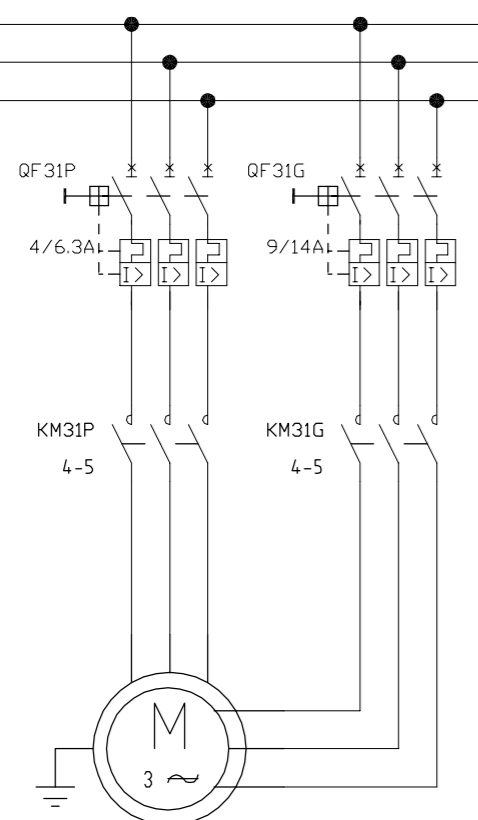 QF31P
QF31G
4/6.3A
9/14A
I> I> I>
I> I> I>
KM31P
KM31G
4-5
4-5
M
3 ~